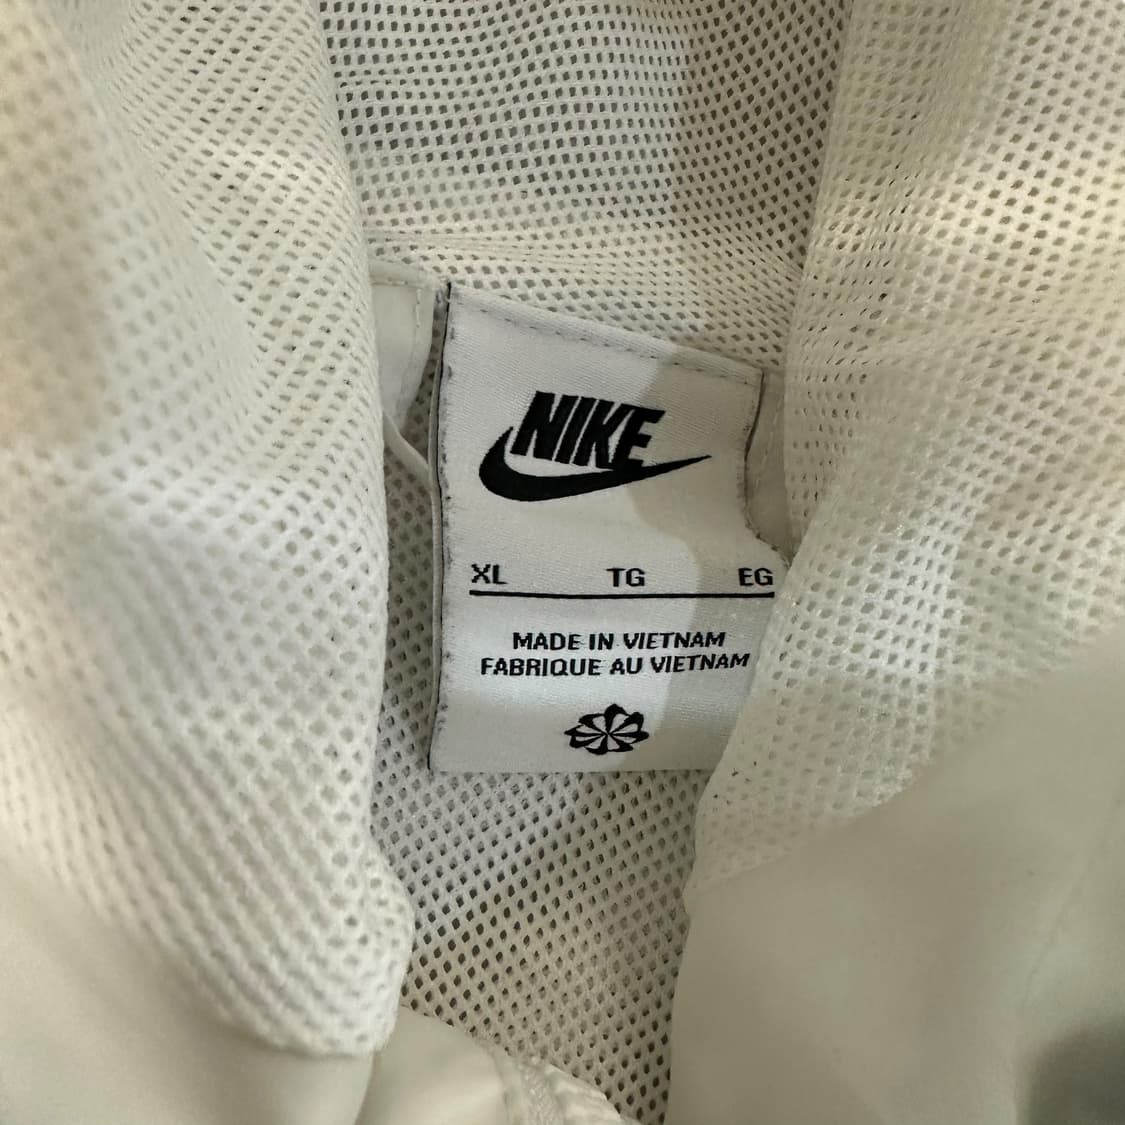 NIKE
XL TG EG
MADE IN VIETNAM
FABRIQUE AU VIETNAM